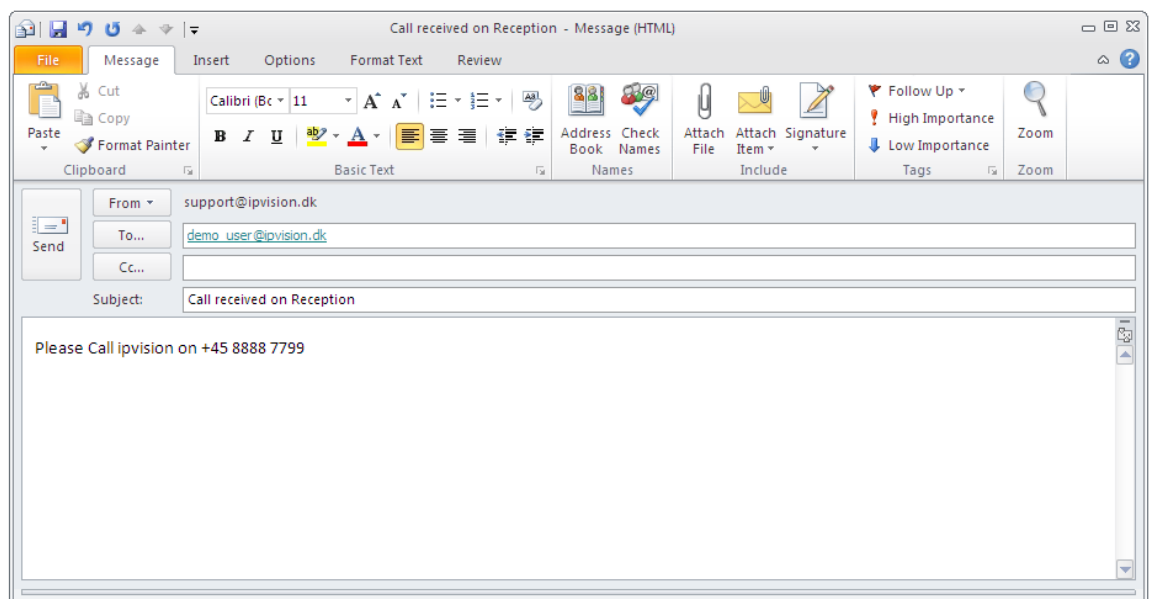 Call received on Reception - Message (HTML)
File Message Insert Options Format Text Review
Paste
Cut
Copy
Format Painter
Clipboard
Calibri (Bc 11
B I U
Basic Text
Address Book
Check Names
Names
Attach File
Attach Item
Signature
Include
Follow Up
High Importance
Low Importance
Tags
Zoom
Zoom
Send
From support@ipvision.dk
To... demo_user@ipvision.dk
Cc...
Subject: Call received on Reception
Please Call ipvision on +45 8888 7799